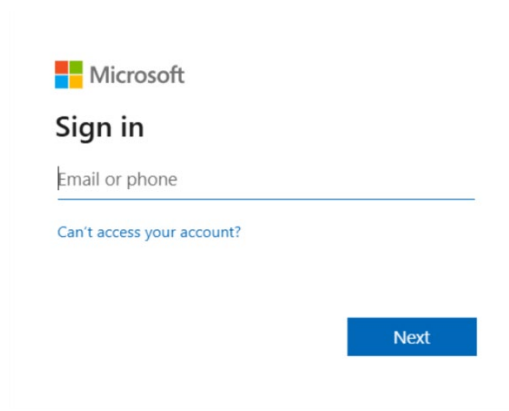 Microsoft
Sign in
Email or phone
Can't access your account?
Next